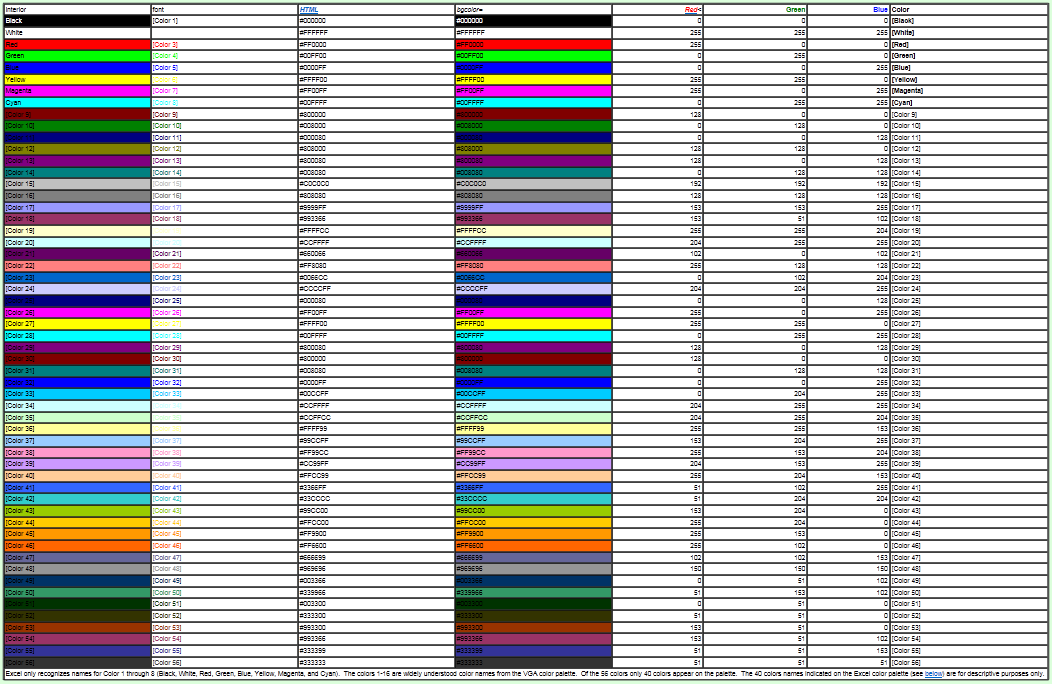 Interior font HTML bgcolor= Red< Green Blue Color
Black [Color 1] #000000 #000000 0 0 0 [Black]
White #FFFFFF #FFFFFF 255 255 255 [White]
Red [Color 3] #FF0000 #FF0000 255 0 0 [Red]
Green [Color 4] #00FF00 #00FF00 0 255 0 [Green]
[Color 5] #0000FF #0000FF 0 0 255 [Blue]
Yellow #FFFF00 #FFFF00 255 255 0 [Yellow]
Magenta [Color 7] #FF00FF #FF00FF 255 0 255 [Magenta]
Cyan [Color 8] #00FFFF #00FFFF 0 255 255 [Cyan]
[Color 9] [Color 9] #800000 #800000 128 0 0 [Color 9]
[Color 10] [Color 10] #008000 #008000 0 128 0 [Color 10]
[Color 11] #000080 0 0 128 [Color 11]
[Color 12] [Color 12] #808000 #808000 128 128 0 [Color 12]
[Color 13] [Color 13] #800080 #800080 128 0 128 [Color 13]
[Color 14] [Color 14] #008080 #008080 0 128 128 [Color 14]
[Color 15] [Color 15] #C0C0C0 #C0C0C0 192 192 192 [Color 15]
[Color 16] [Color 16] #808080 #808080 128 128 128 [Color 16]
[Color 17] [Color 17] #9999FF #9999FF 153 153 255 [Color 17]
[Color 18] [Color 18] #993366 #993366 153 51 102 [Color 18]
[Color 19] #FFFFCC #FFFFCC 255 255 204 [Color 19]
[Color 20] #CCFFFF #CCFFFF 204 255 255 [Color 20]
[Color 21] [Color 21] #660066 #660066 102 0 102 [Color 21]
[Color 22] [Color 22] #FF8080 #FF8080 255 128 128 [Color 22]
[Color 23] [Color 23] #0066CC #0066CC 0 102 204 [Color 23]
[Color 24] [Color 24] #CCCCFF #CCCCFF 204 204 255 [Color 24]
[Color 25] #000080 0 0 128 [Color 25]
[Color 26] [Color 26] #FF00FF #FF00FF 255 0 255 [Color 26]
[Color 27] #FFFF00 #FFFF00 255 255 0 [Color 27]
[Color 28] [Color 28] #00FFFF #00FFFF 0 255 255 [Color 28]
[Color 29] [Color 29] #800080 #800080 128 0 128 [Color 29]
[Color 30] [Color 30] #800000 #800000 128 0 0 [Color 30]
[Color 31] [Color 31] #008080 #008080 0 128 128 [Color 31]
[Color 32] [Color 32] #0000FF #0000FF 0 0 255 [Color 32]
[Color 33] [Color 33] #00CCFF #00CCFF 0 204 255 [Color 33]
[Color 34] #CCFFFF #CCFFFF 204 255 255 [Color 34]
[Color 35] #CCFFCC #CCFFCC 204 255 204 [Color 35]
[Color 36] #FFFF99 #FFFF99 255 255 153 [Color 36]
[Color 37] [Color 37] #99CCFF #99CCFF 153 204 255 [Color 37]
[Color 38] [Color 38] #FF99CC #FF99CC 255 153 204 [Color 38]
[Color 39] [Color 39] #CC99FF #CC99FF 204 153 255 [Color 39]
[Color 40] [Color 40] #FFCC99 #FFCC99 255 204 153 [Color 40]
[Color 41] [Color 41] #3366FF #3366FF 51 102 255 [Color 41]
[Color 42] [Color 42] #33CCCC #33CCCC 51 204 204 [Color 42]
[Color 43] [Color 43] #99CC00 #99CC00 153 204 0 [Color 43]
[Color 44] [Color 44] #FFCC00 #FFCC00 255 204 0 [Color 44]
[Color 45] [Color 45] #FF9900 #FF9900 255 153 0 [Color 45]
[Color 46] [Color 46] #FF6600 #FF6600 255 102 0 [Color 46]
[Color 47] [Color 47] #666699 #666699 102 102 153 [Color 47]
[Color 48] [Color 48] #969696 #969696 150 150 150 [Color 48]
[Color 49] [Color 49] #003366 #003366 0 51 102 [Color 49]
[Color 50] [Color 50] #339966 #339966 51 153 102 [Color 50]
[Color 51] #003300 #003300 0 51 0 [Color 51]
[Color 52] [Color 52] #333300 #333300 51 51 0 [Color 52]
[Color 53] [Color 53] #993300 #993300 153 51 0 [Color 53]
[Color 54] [Color 54] #993366 #993366 153 51 102 [Color 54]
[Color 55] [Color 55] #333399 #333399 51 51 153 [Color 55]
[Color 56] [Color 56] #333333 #333333 51 51 51 [Color 56]
Excel only recognizes names for Color 1 through 8 (Black, White, Red, Green, Blue, Yellow, Magenta, and Cyan). The colors 1-16 are widely understood color names from the VGA color palette. Of the 56 colors only 40 colors appear on the palette. The 40 colors names indicated on the Excel color palette (see below) are for descriptive purposes only.